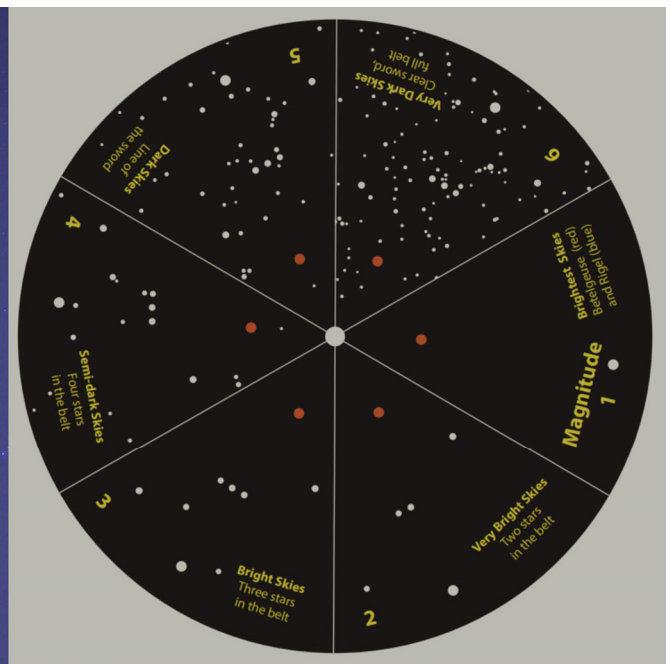 Magnitude
1
Brightest Skies
Betelgeuse (red)
and Rigel (blue)
2
Very Bright Skies
Two stars
in the belt
3
Bright Skies
Three stars
in the belt
4
Semi-dark Skies
Four stars
in the belt
5
Dark Skies
Line of
the sword
6
Very Dark Skies
Clear sword,
full belt